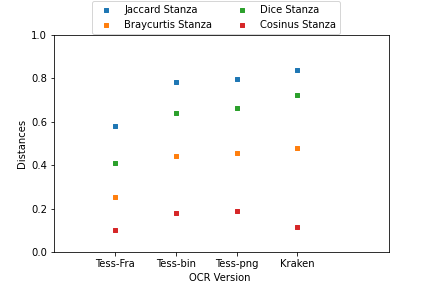 Jaccard Stanza Dice Stanza
Braycurtis Stanza Cosinus Stanza
1.0
0.8
0.6
0.4
0.2
0.0
Distances
Tess-Fra Tess-bin Tess-png Kraken
OCR Version